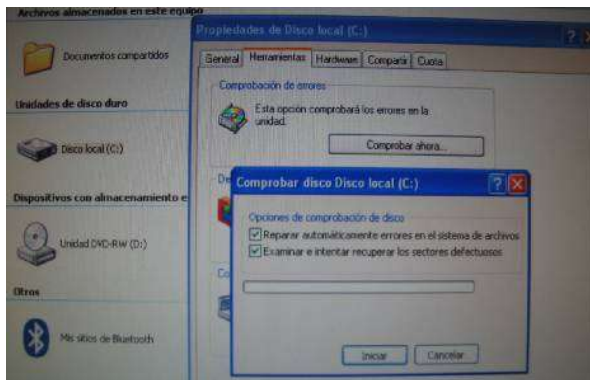 Archivos almacenados en este equipo
Documentos compartidos
Unidades de disco duro
Disco local (C:)
Dispositivos con almacenamiento e
Unidad DVD-RW (D:)
Otros
Mis sitios de Bluetooth
Propiedades de Disco local (C:)
General Herramientas Hardware Compartir Cuota
Comprobación de errores
Esta opción comprobará los errores en la
unidad.
Comprobar ahora...
De
Comprobar disco Disco local (C:)
Opciones de comprobación de disco
Reparar automáticamente errores en el sistema de archivos
Examinar e intentar recuperar los sectores defectuosos
Co
Iniciar Cancelar